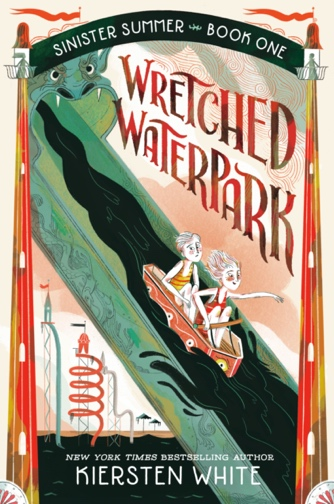 SINISTER SUMMER BOOK ONE
WRETCHED
WATERPARK
NEW YORK TIMES BESTSELLING AUTHOR
KIERSTEN WHITE